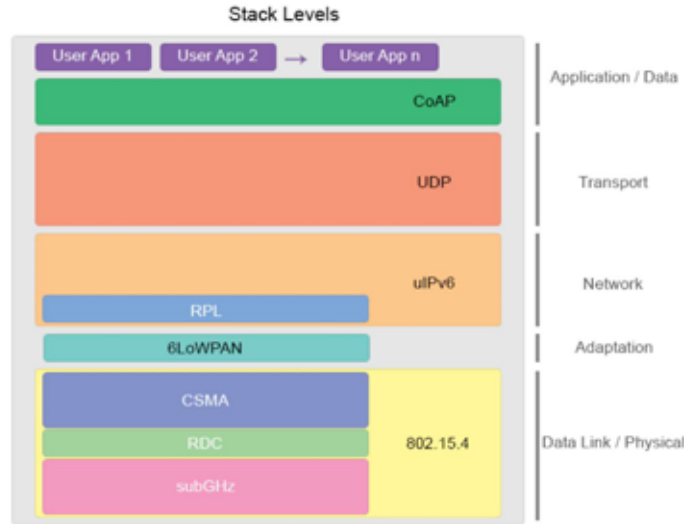 Stack Levels
User App 1 User App 2 → User App n
Application / Data
CoAP
UDP
Transport
uIPv6
Network
RPL
6LoWPAN
Adaptation
CSMA
RDC
802.15.4
Data Link / Physical
subGHz